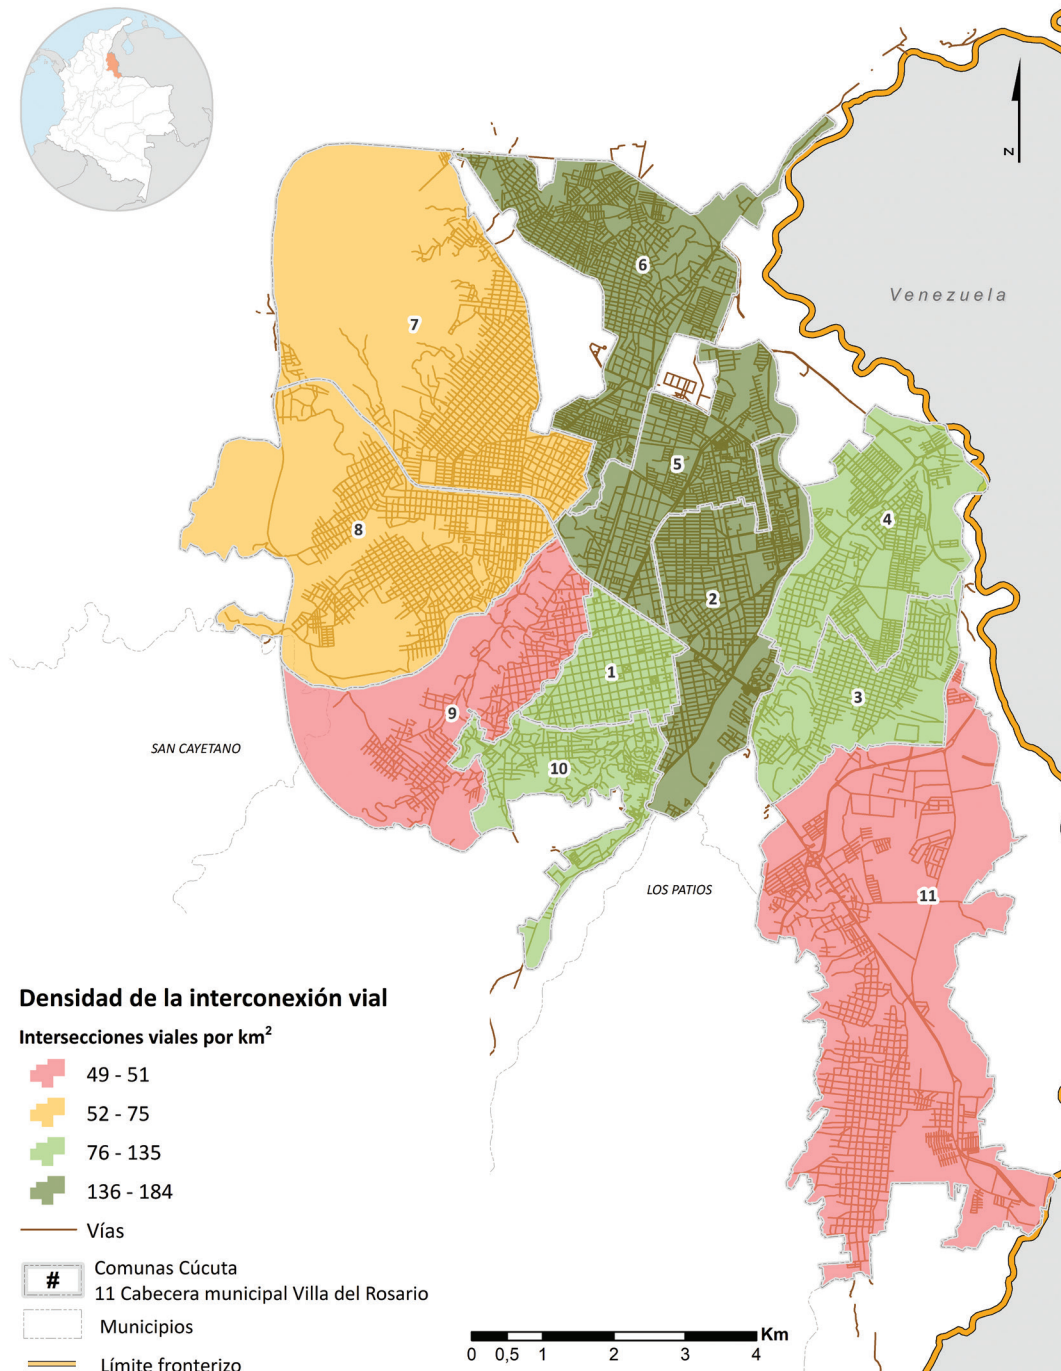 N
Venezuela
6
7
5
4
8
2
1
3
9
SAN CAYETANO
10
LOS PATIOS
11
Densidad de la interconexión vial
Intersecciones viales por km²
49 - 51
52 - 75
76 - 135
136 - 184
Vías
# Comunas Cúcuta
11 Cabecera municipal Villa del Rosario
Municipios
Límite fronterizo
Km
0 0,5 1 2 3 4